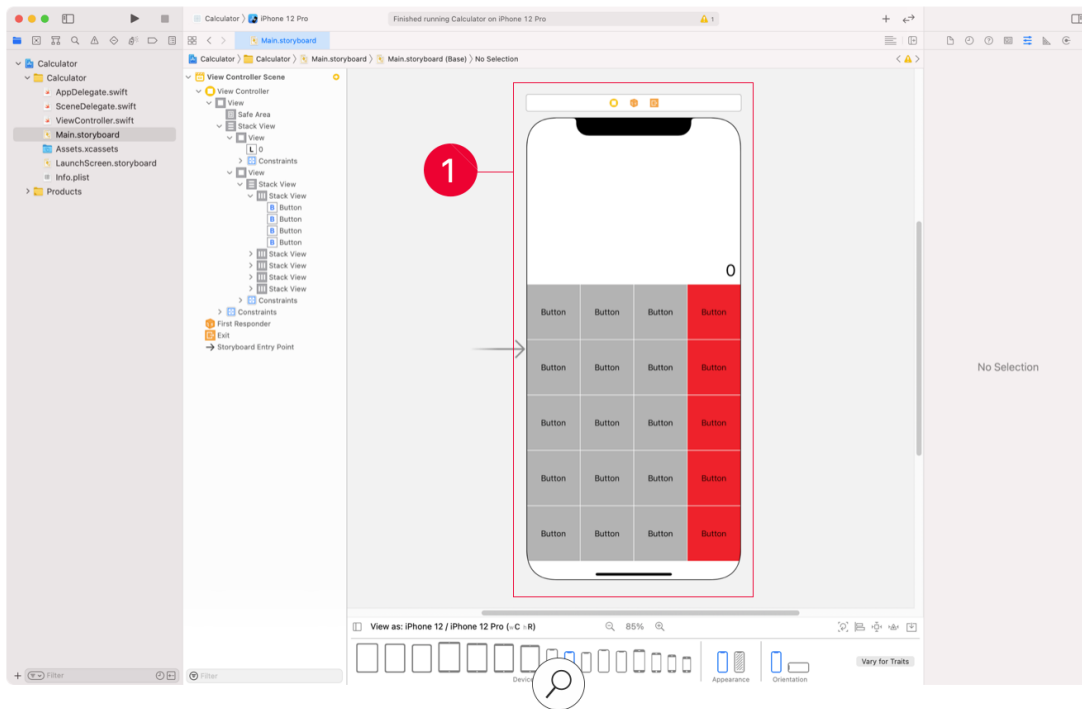 Calculator 〉 iPhone 12 Pro
Finished running Calculator on iPhone 12 Pro
1
Main.storyboard
Calculator 〉 Calculator 〉 Main.storyboard 〉 Main.storyboard (Base) 〉 No Selection
Calculator
Calculator
AppDelegate.swift
SceneDelegate.swift
ViewController.swift
Main.storyboard
Assets.xcassets
LaunchScreen.storyboard
Info.plist
Products
Filter
View Controller Scene
View Controller
View
Safe Area
Stack View
View
L 0
Constraints
View
Stack View
Stack View
B Button
B Button
B Button
B Button
Stack View
Stack View
Stack View
Stack View
Constraints
Constraints
First Responder
Exit
Storyboard Entry Point
Filter
1
0
Button Button Button Button
Button Button Button Button
Button Button Button Button
Button Button Button Button
Button Button Button Button
View as: iPhone 12 / iPhone 12 Pro (wC hR)
85%
Appearance
Orientation
Vary for Traits
No Selection